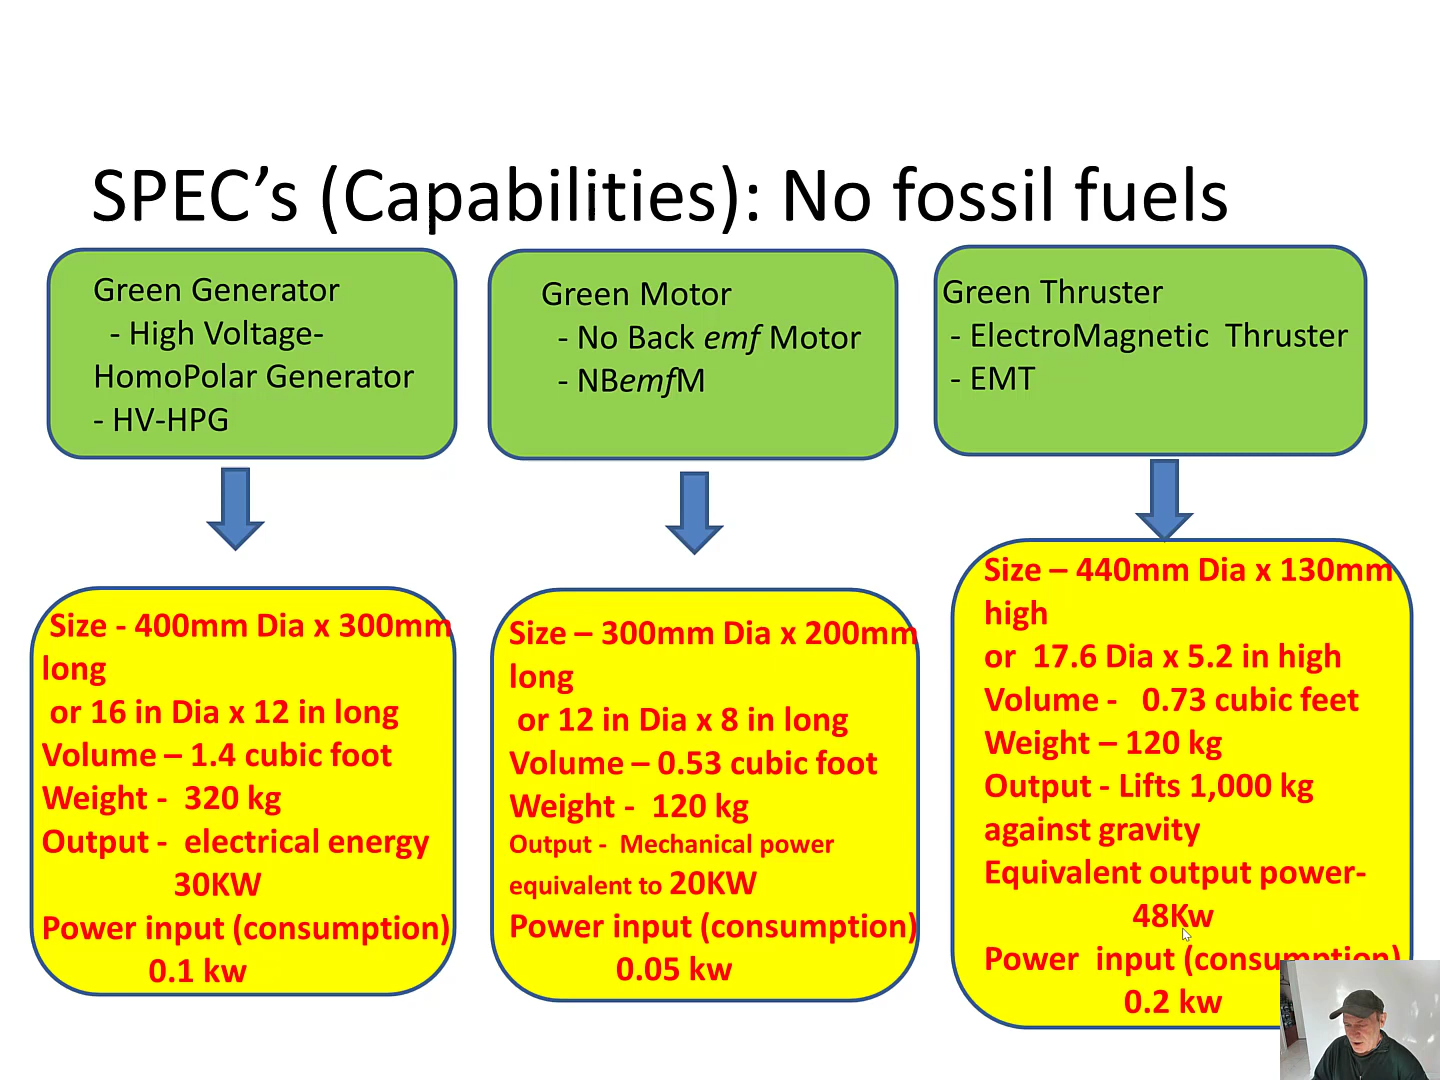 SPEC’s (Capabilities): No fossil fuels
Green Generator
- High Voltage-
HomoPolar Generator
- HV-HPG
Green Motor
- No Back emf Motor
- NBemfM
Green Thruster
- ElectroMagnetic Thruster
- EMT
Size - 400mm Dia x 300mm
long
or 16 in Dia x 12 in long
Volume – 1.4 cubic foot
Weight - 320 kg
Output - electrical energy
30KW
Power input (consumption)
0.1 kw
Size – 300mm Dia x 200mm
long
or 12 in Dia x 8 in long
Volume – 0.53 cubic foot
Weight - 120 kg
Output - Mechanical power
equivalent to 20KW
Power input (consumption)
0.05 kw
Size – 440mm Dia x 130mm
high
or 17.6 Dia x 5.2 in high
Volume - 0.73 cubic feet
Weight – 120 kg
Output - Lifts 1,000 kg
against gravity
Equivalent output power-
48Kw
Power input (consumption)
0.2 kw